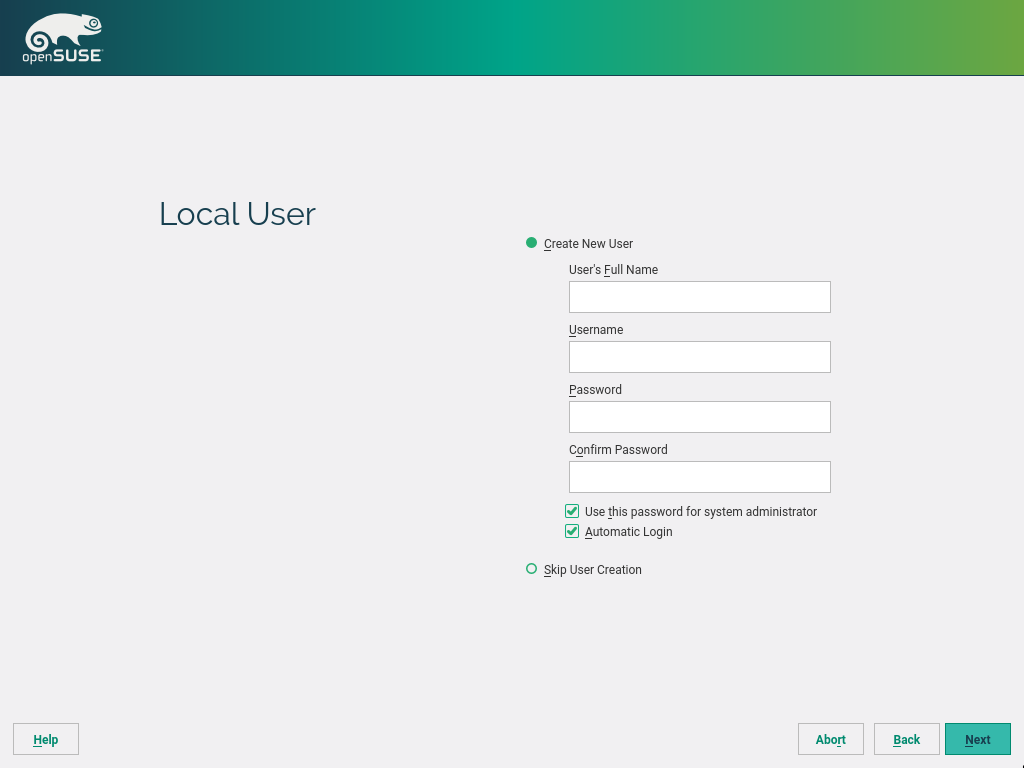 openSUSE
Local User
Create New User
User's Full Name
Username
Password
Confirm Password
Use this password for system administrator
Automatic Login
Skip User Creation
Help
Abort
Back
Next